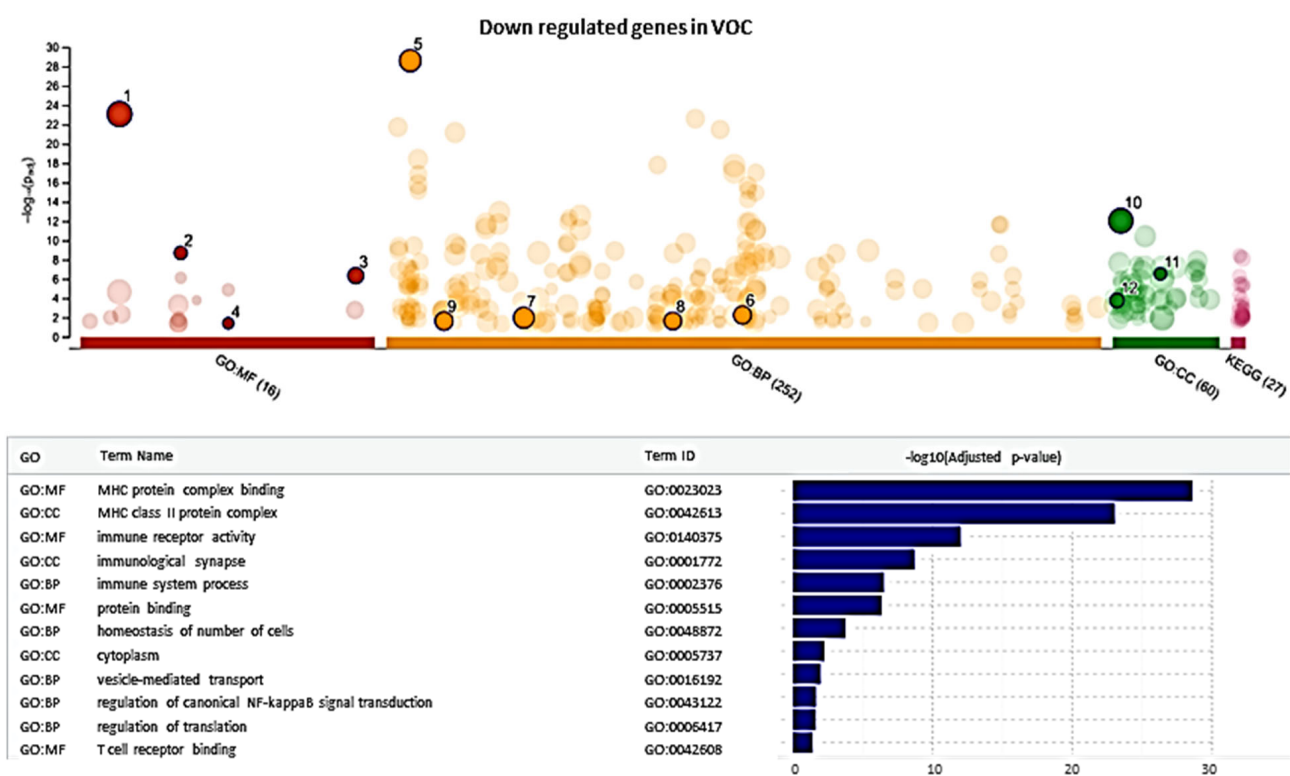 Down regulated genes in VOC
30
28
26
24
22
20
18
16
14
12
10
8
6
4
2
0
1
2
3
4
5
6
7
8
9
10
11
12
GO:MF (16)
GO:BP (252)
GO:CC (60)
KEGG (27)
GO Term Name Term ID -log10(Adjusted p-value)
GO:MF MHC protein complex binding GO:0023023
GO:CC MHC class II protein complex GO:0042613
GO:MF immune receptor activity GO:0140375
GO:CC immunological synapse GO:0001772
GO:BP immune system process GO:0002376
GO:MF protein binding GO:0005515
GO:BP homeostasis of number of cells GO:0048872
GO:CC cytoplasm GO:0005737
GO:BP vesicle-mediated transport GO:0016192
GO:BP regulation of canonical NF-kappaB signal transduction GO:0043122
GO:BP regulation of translation GO:0006417
GO:MF T cell receptor binding GO:0042608
0 10 20 30